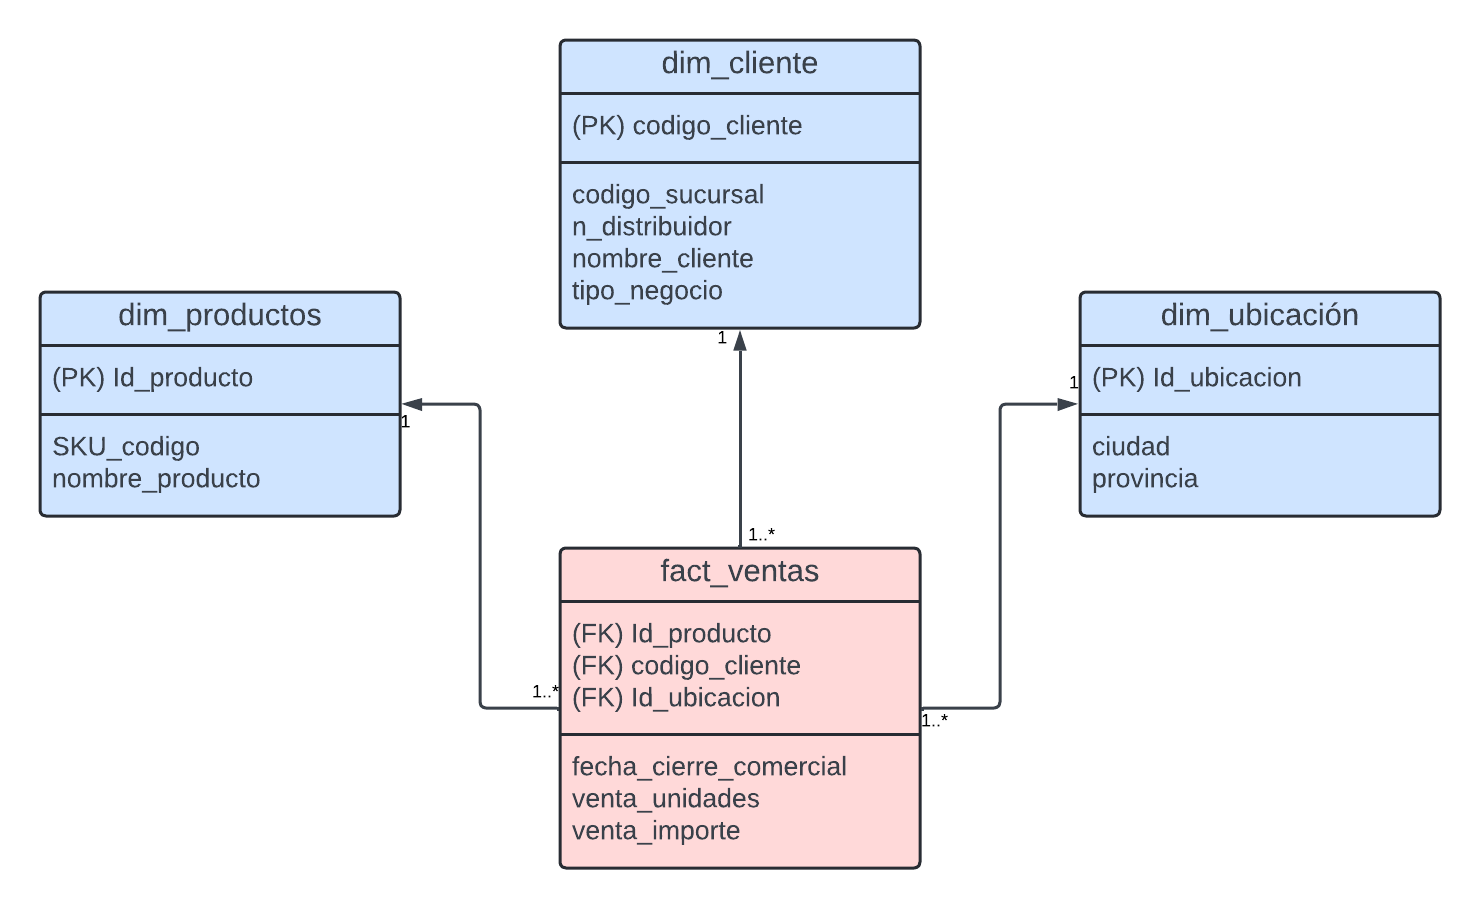 dim_cliente
(PK) codigo_cliente
codigo_sucursal
n_distribuidor
nombre_cliente
tipo_negocio
1
dim_productos
(PK) Id_producto
SKU_codigo
nombre_producto
1
dim_ubicación
(PK) Id_ubicacion
ciudad
provincia
1
1..*
fact_ventas
(FK) Id_producto
(FK) codigo_cliente
(FK) Id_ubicacion
1..*
1..*
fecha_cierre_comercial
venta_unidades
venta_importe